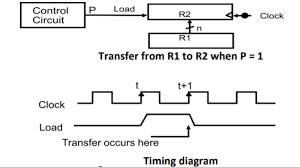 Control
Circuit
P
Load
R2
Clock
n
R1
Transfer from R1 to R2 when P = 1
t
t+1
Clock
Load
Transfer occurs here
Timing diagram